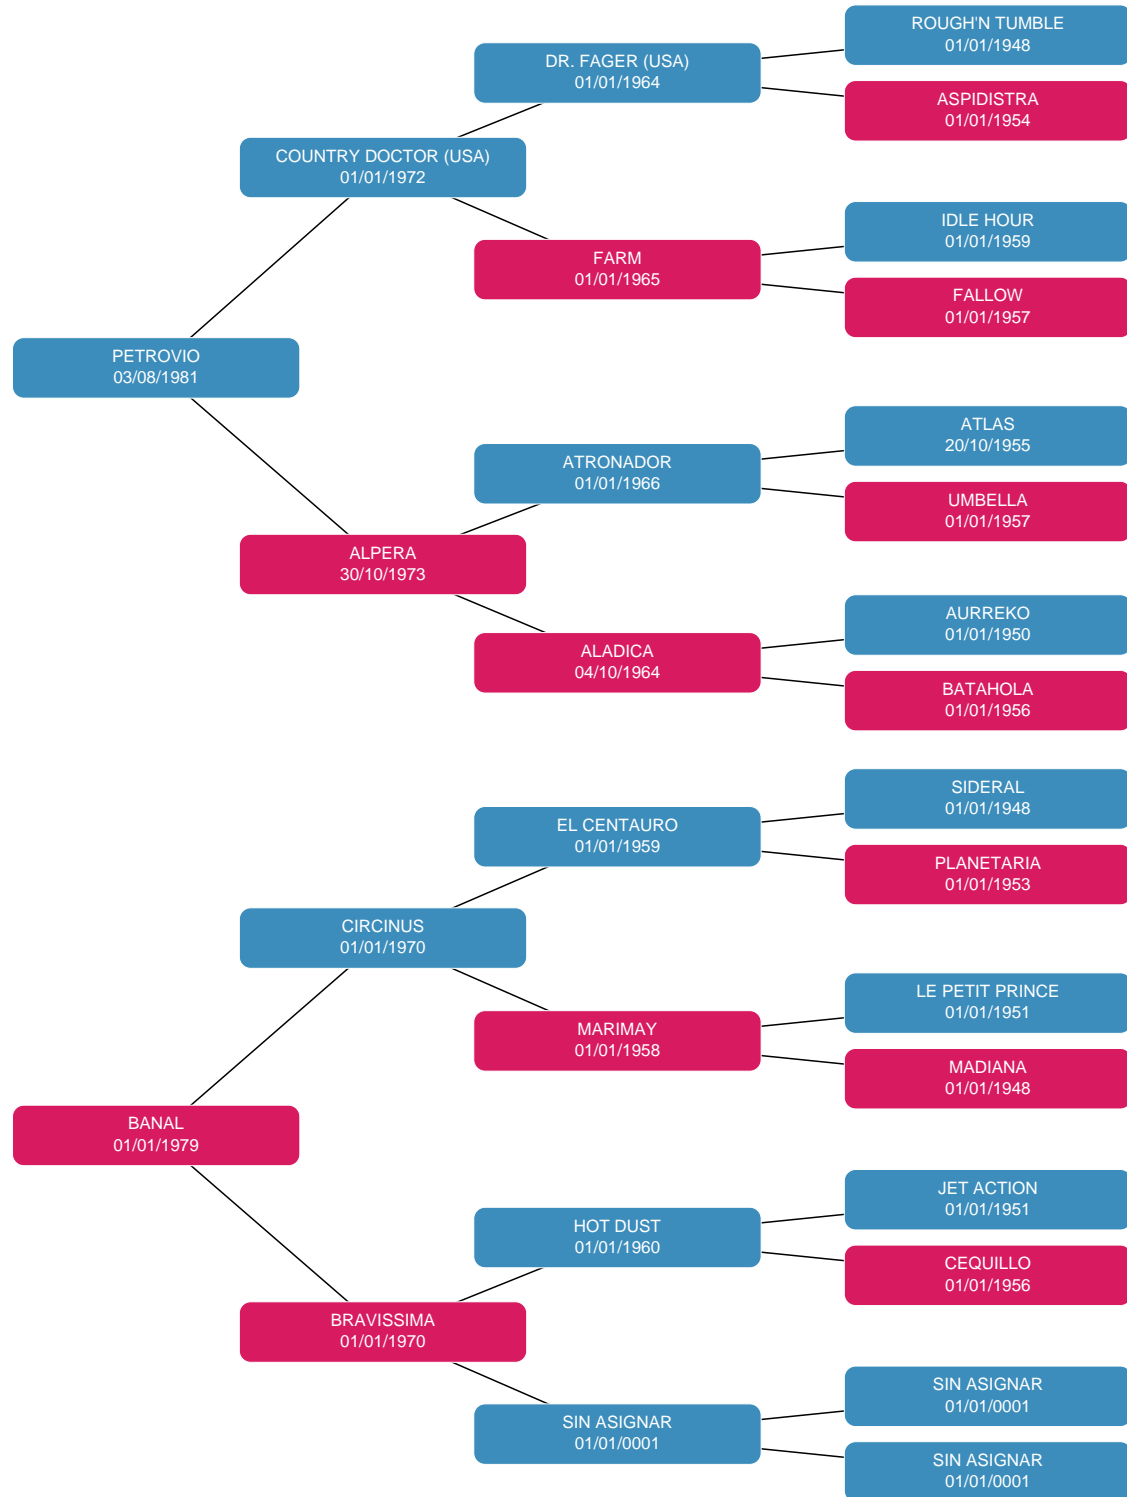 ROUGH'N TUMBLE
01/01/1948
DR. FAGER (USA)
01/01/1964
ASPIDISTRA
01/01/1954
COUNTRY DOCTOR (USA)
01/01/1972
IDLE HOUR
01/01/1959
FARM
01/01/1965
FALLOW
01/01/1957
PETROVIO
03/08/1981
ATLAS
20/10/1955
ATRONADOR
01/01/1966
UMBELLA
01/01/1957
ALPERA
30/10/1973
AURREKO
01/01/1950
ALADICA
04/10/1964
BATAHOLA
01/01/1956
SIDERAL
01/01/1948
EL CENTAURO
01/01/1959
PLANETARIA
01/01/1953
CIRCINUS
01/01/1970
LE PETIT PRINCE
01/01/1951
MARIMAY
01/01/1958
MADIANA
01/01/1948
BANAL
01/01/1979
JET ACTION
01/01/1951
HOT DUST
01/01/1960
CEQUILLO
01/01/1956
BRAVISSIMA
01/01/1970
SIN ASIGNAR
01/01/0001
SIN ASIGNAR
01/01/0001
SIN ASIGNAR
01/01/0001